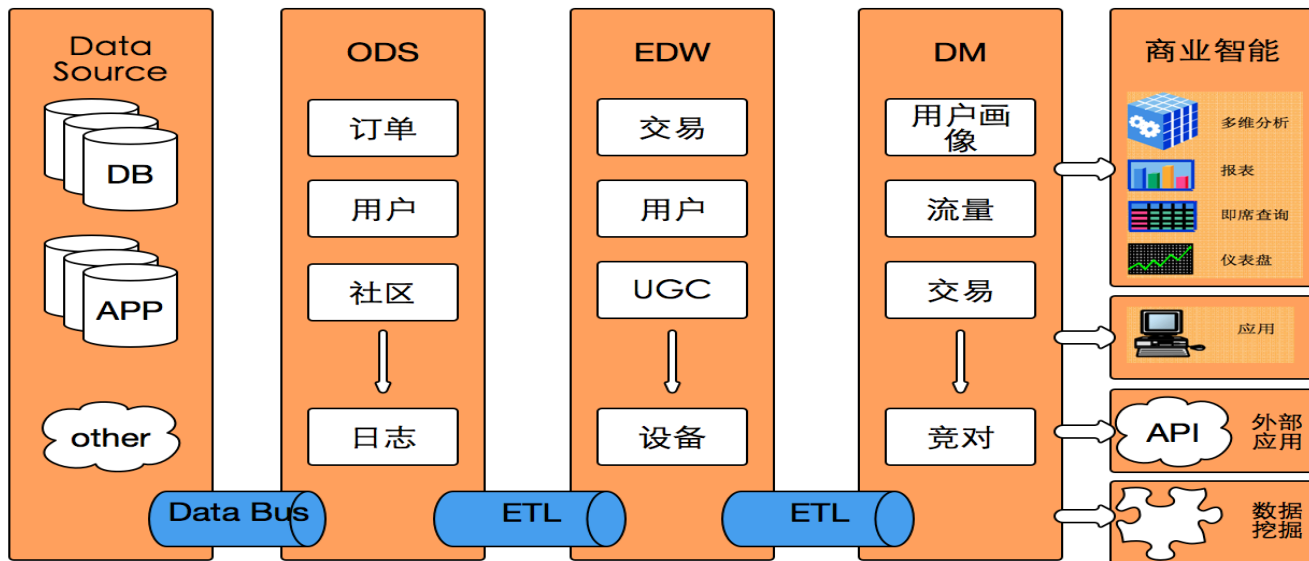 Data
Source
DB
APP
other
Data Bus
ODS
订单
用户
社区
日志
ETL
EDW
交易
用户
UGC
设备
ETL
DM
用户画
像
流量
交易
竞对
商业智能
多维分析
报表
即席查询
仪表盘
应用
API
外部
应用
数据
挖掘